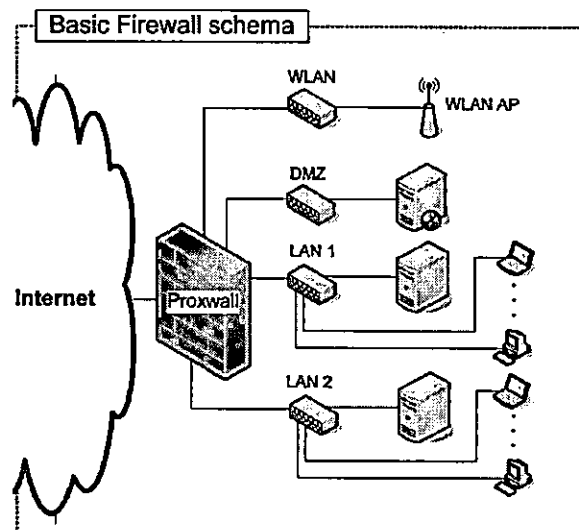 Basic Firewall schema
WLAN
WLAN AP
DMZ
LAN 1
Internet
Proxwall
LAN 2